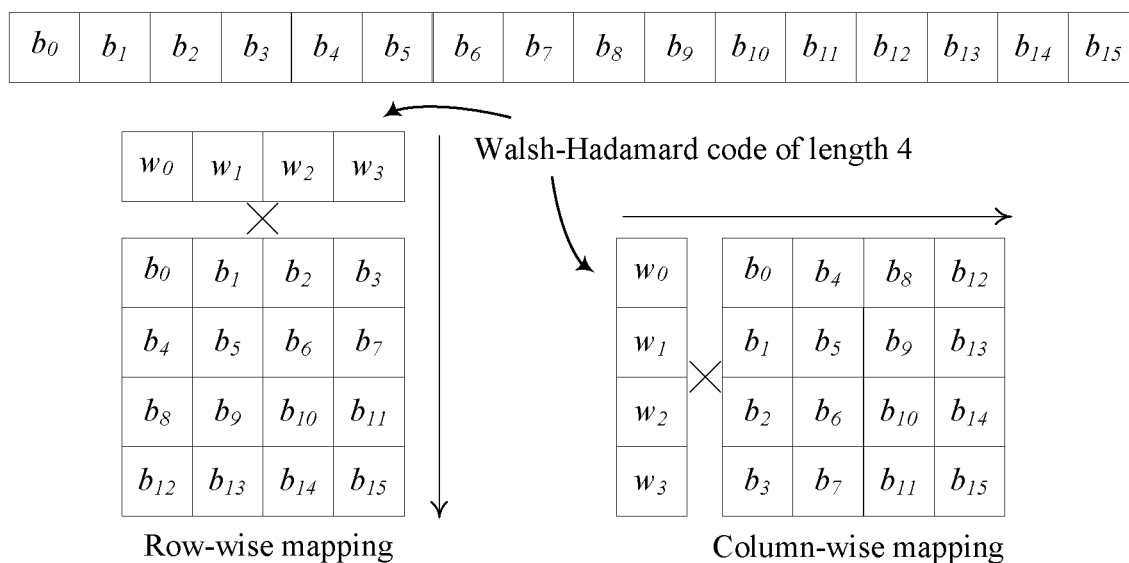 b0 b1 b2 b3 b4 b5 b6 b7 b8 b9 b10 b11 b12 b13 b14 b15
Walsh-Hadamard code of length 4
w0 w1 w2 w3
b0 b1 b2 b3
b4 b5 b6 b7
b8 b9 b10 b11
b12 b13 b14 b15
Row-wise mapping
w0 b0 b4 b8 b12
w1 b1 b5 b9 b13
w2 b2 b6 b10 b14
w3 b3 b7 b11 b15
Column-wise mapping